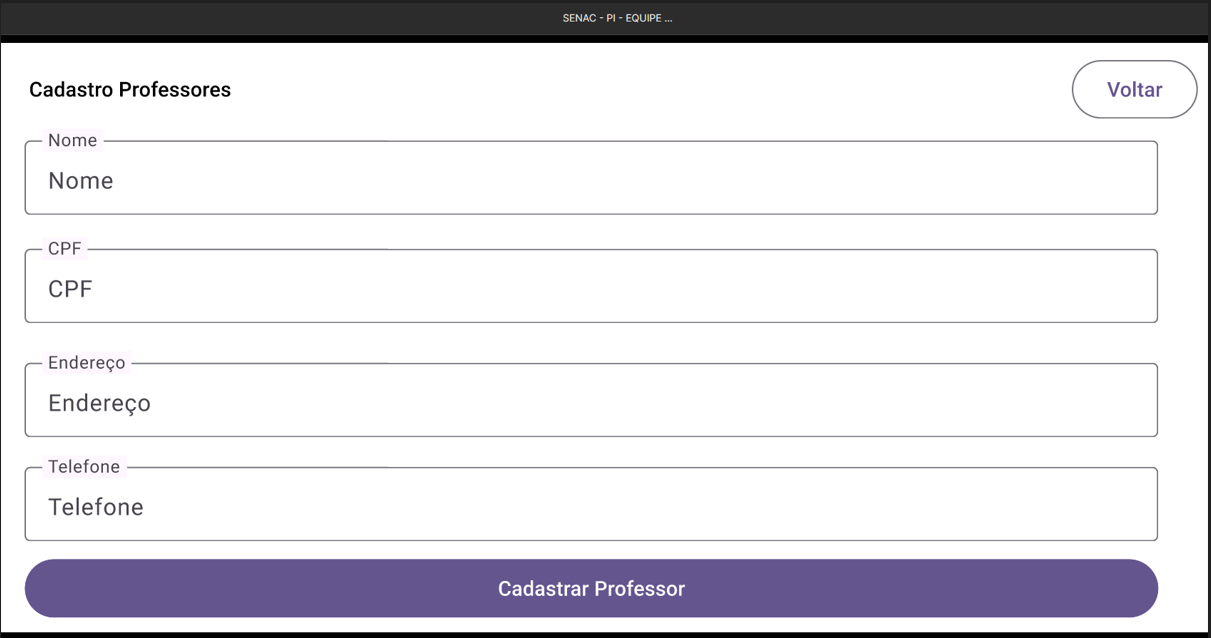 SENAC - PI - EQUIPE ...
Cadastro Professores
Voltar
Nome
Nome
CPF
CPF
Endereço
Endereço
Telefone
Telefone
Cadastrar Professor